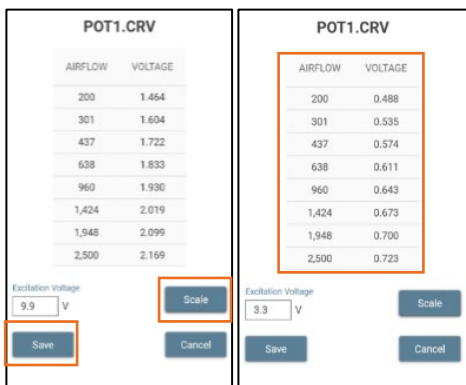 POT1.CRV
AIRFLOW VOLTAGE
200 1.464
301 1.604
437 1.722
638 1.833
960 1.930
1,424 2.019
1,948 2.099
2,500 2.169
Excitation Voltage
9.9 V
Scale
Save
Cancel
POT1.CRV
AIRFLOW VOLTAGE
200 0.488
301 0.535
437 0.574
638 0.611
960 0.643
1,424 0.673
1,948 0.700
2,500 0.723
Excitation Voltage
3.3 V
Scale
Save
Cancel